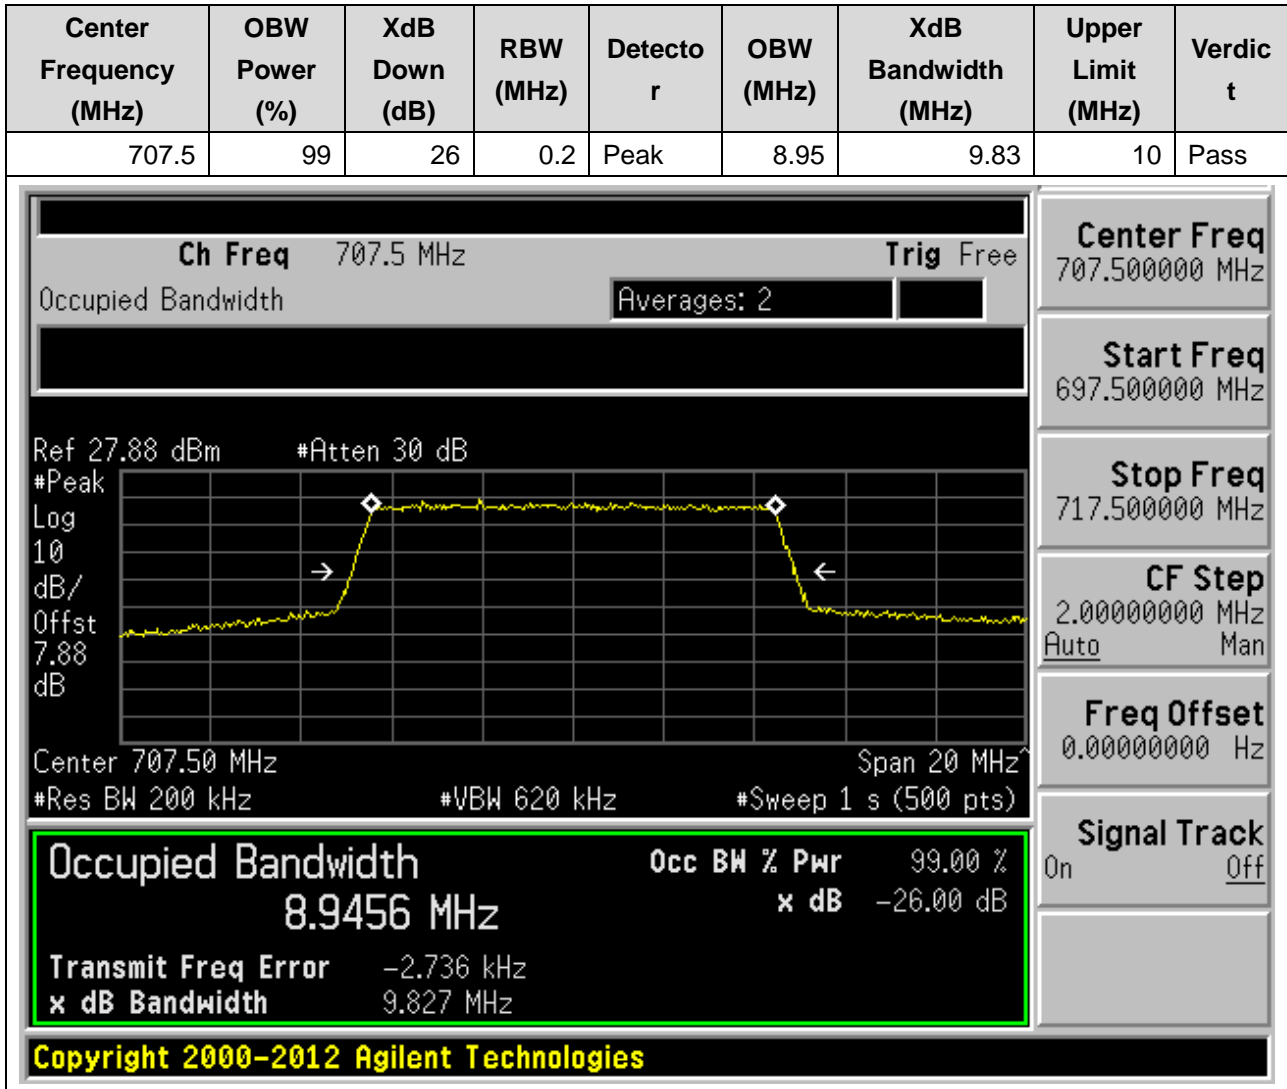 Center Frequency (MHz) OBW Power (%) XdB Down (dB) RBW (MHz) Detecto r OBW (MHz) XdB Bandwidth (MHz) Upper Limit (MHz) Verdic t
707.5 99 26 0.2 Peak 8.95 9.83 10 Pass
Ch Freq 707.5 MHz Trig Free
Occupied Bandwidth Averages: 2
Ref 27.88 dBm #Atten 30 dB
#Peak
Log
10
dB/
Offst
7.88
dB
Center 707.50 MHz Span 20 MHz^
#Res BW 200 kHz #VBW 620 kHz #Sweep 1 s (500 pts)
Occupied Bandwidth Occ BW % Pwr 99.00 %
8.9456 MHz x dB -26.00 dB
Transmit Freq Error -2.736 kHz
x dB Bandwidth 9.827 MHz
Copyright 2000-2012 Agilent Technologies
Center Freq
707.500000 MHz
Start Freq
697.500000 MHz
Stop Freq
717.500000 MHz
CF Step
2.00000000 MHz
Auto Man
Freq Offset
0.00000000 Hz
Signal Track
On Off